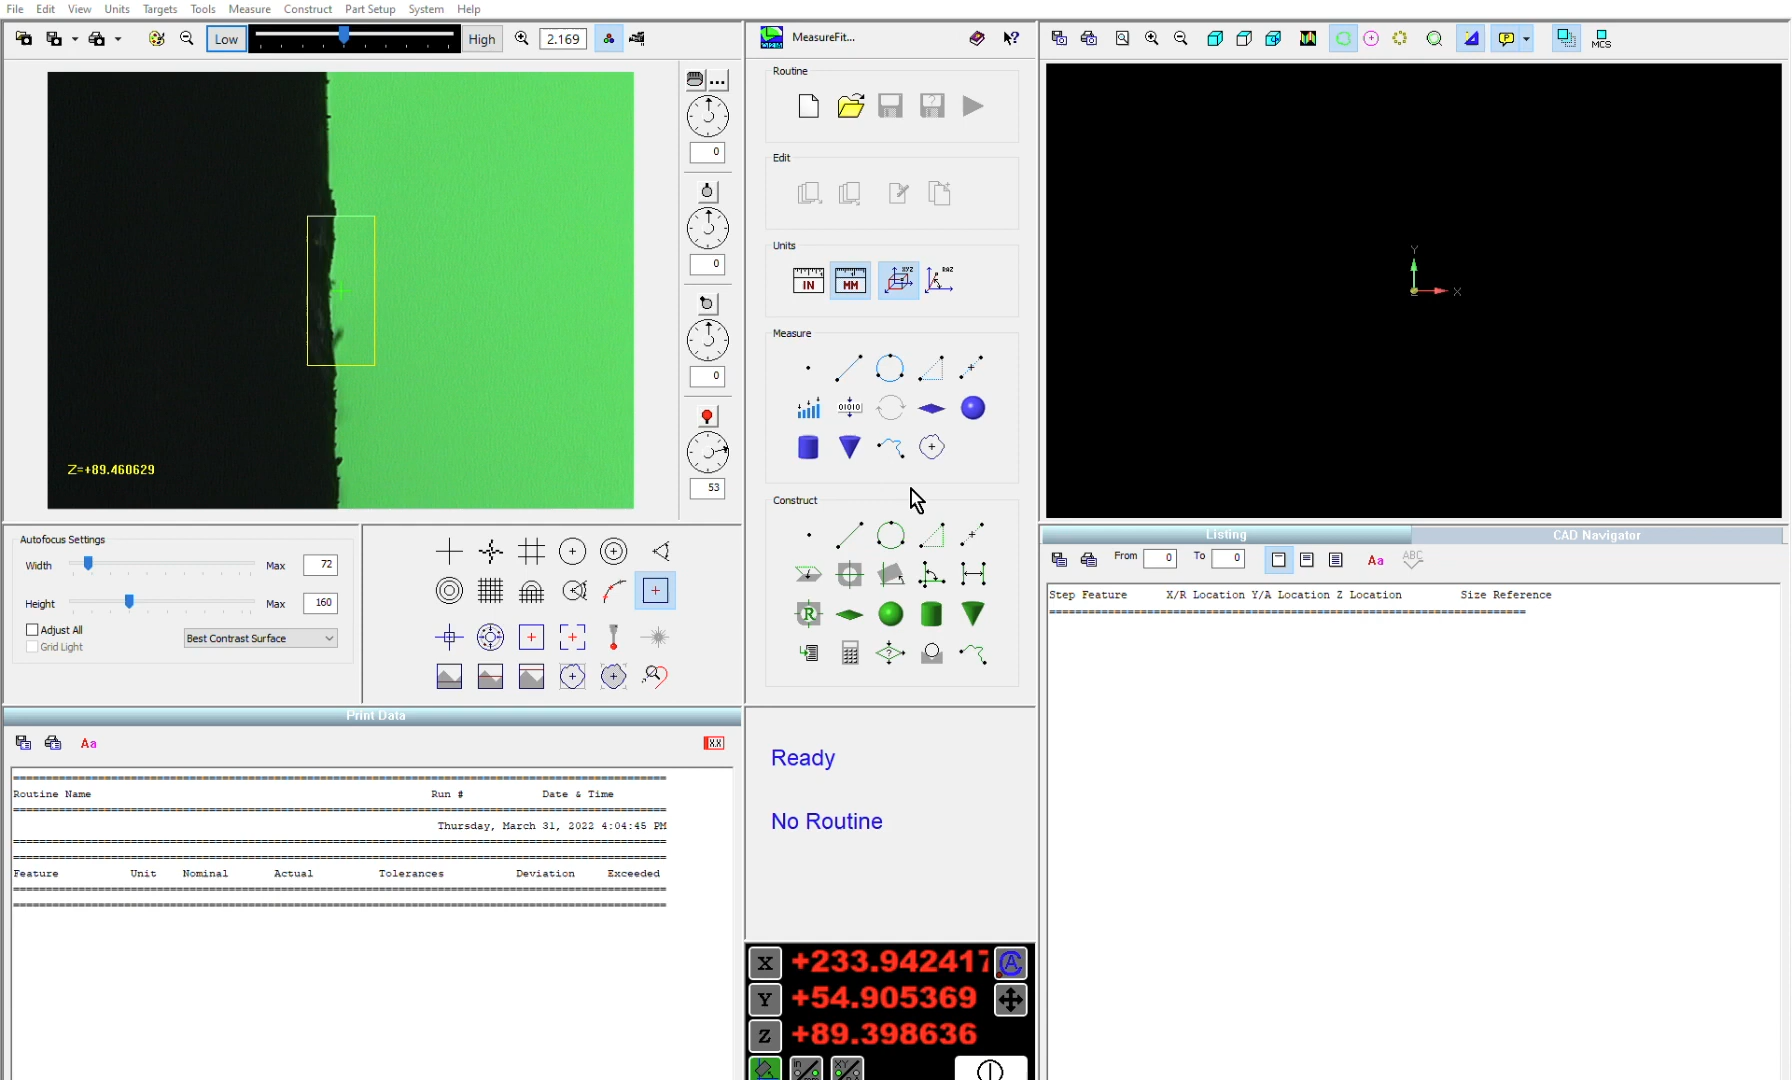 File Edit View Units Targets Tools Measure Construct Part Setup System Help
Low High 2.169
MeasureFit...
MCS
Routine
Edit
Units
IN MM XYZ RAZ
Measure
01010
Construct
R
Z=+89.460629
0
0
0
53
Autofocus Settings
Width Max 72
Height Max 160
Adjust All
Best Contrast Surface
Grid Light
Print Data
Aa X.X
Routine Name Run # Date & Time
Thursday, March 31, 2022 4:04:45 PM
Feature Unit Nominal Actual Tolerances Deviation Exceeded
Ready
No Routine
X +233.942417
Y +54.905369
Z +89.398636
Y
X
Listing CAD Navigator
From 0 To 0 Aa ABC
Step Feature X/R Location Y/A Location Z Location Size Reference